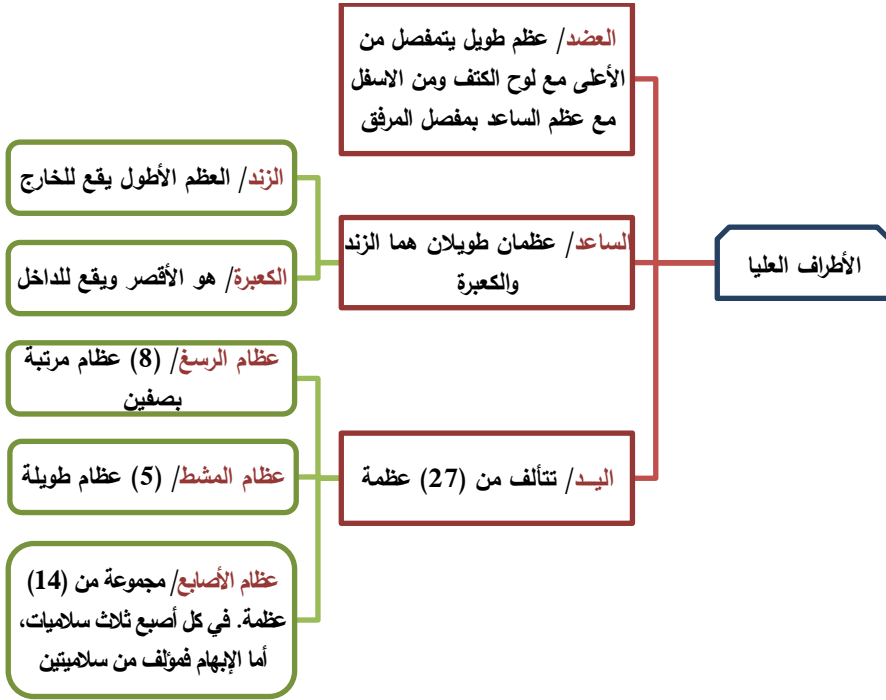 الأطراف العليا
العضد/ عظم طويل يتمفصل من
الأعلى مع لوح الكتف ومن الاسفل
مع عظم الساعد بمفصل المرفق
الساعد/ عظمان طويلان هما الزند
والكعبرة
الزند/ العظم الأطول يقع للخارج
الكعبرة/ هو الأقصر ويقع للداخل
اليــد/ تتألف من (27) عظمة
عظام الرسغ/ (8) عظام مرتبة
بصفين
عظام المشط/ (5) عظام طويلة
عظام الأصابع/ مجموعة من (14)
عظمة. في كل أصبع ثلاث سلاميات،
أما الإبهام فمؤلف من سلاميتين